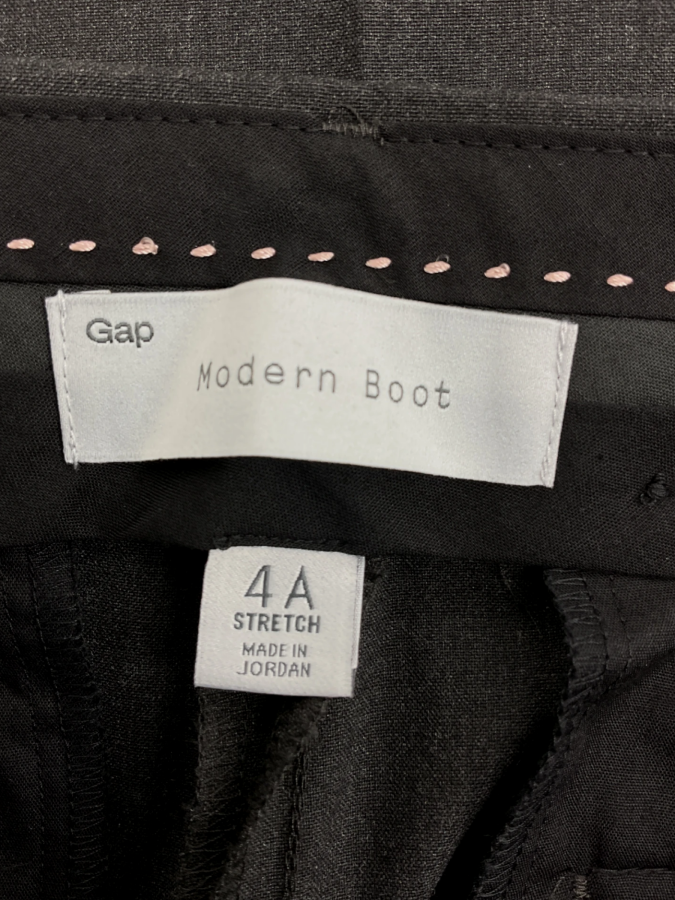 Gap
Modern Boot
4A
STRETCH
MADE IN
JORDAN